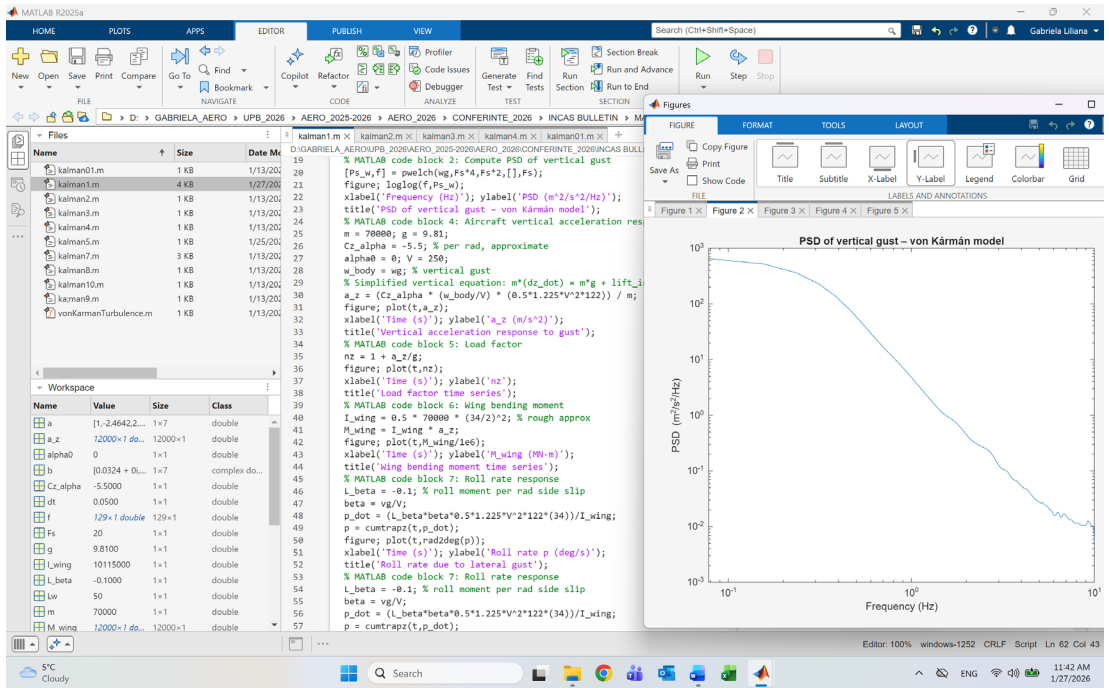 MATLAB R2025a
HOME PLOTS APPS EDITOR PUBLISH VIEW
Search (Ctrl+Shift+Space)
Gabriela Liliana
New Open Save Print Compare
Go To Find
Bookmark
Copilot Refactor
Profiler
Code Issues
Debugger
Generate Test
Find Tests
Run Section
Section Break
Run and Advance
Run to End
Run Step Stop
FILE NAVIGATE CODE ANALYZE TEST SECTION
D: > GABRIELA_AERO > UPB_2026 > AERO_2025-2026 > AERO_2026 > CONFERINTE_2026 > INCAS BULLETIN >
Files
Name Size Date Mo
kalman01.m 1 KB 1/13/202
kalman1.m 4 KB 1/27/202
kalman2.m 1 KB 1/13/202
kalman3.m 1 KB 1/13/202
kalman4.m 1 KB 1/13/202
kalman5.m 1 KB 1/25/202
kalman7.m 3 KB 1/13/202
kalman8.m 1 KB 1/13/202
kalman10.m 1 KB 1/13/202
ka;man9.m 1 KB 1/13/202
vonKarmanTurbulence.m 1 KB 1/13/202
Workspace
Name Value Size Class
a [1,-2.4642,2.... 1×7 double
a_z 12000×1 do... 12000×1 double
alpha0 0 1×1 double
b [0.0324 + 0i,... 1×7 complex do...
Cz_alpha -5.5000 1×1 double
dt 0.0500 1×1 double
f 129×1 double 129×1 double
Fs 20 1×1 double
g 9.8100 1×1 double
I_wing 10115000 1×1 double
L_beta -0.1000 1×1 double
Lw 50 1×1 double
m 70000 1×1 double
M_wing 12000×1 do... 12000×1 double
kalman1.m kalman2.m kalman3.m kalman4.m kalman01.m
D:\GABRIELA_AERO\UPB_2026\AERO_2025-2026\AERO_2026\CONFERINTE_2026\INCAS BULL
19 % MATLAB code block 2: Compute PSD of vertical gust
20 [Ps_w,f] = pwelch(wg,Fs*4,Fs*2,[],Fs);
21 figure; loglog(f,Ps_w);
22 xlabel('Frequency (Hz)'); ylabel('PSD (m^2/s^2/Hz)');
23 title('PSD of vertical gust – von Kármán model');
24 % MATLAB code block 4: Aircraft vertical acceleration res
25 m = 70000; g = 9.81;
26 Cz_alpha = -5.5; % per rad, approximate
27 alpha0 = 0; V = 250;
28 w_body = wg; % vertical gust
29 % Simplified vertical equation: m*(dz_dot) = m*g + lift_i
30 a_z = (Cz_alpha * (w_body/V) * (0.5*1.225*V^2*122)) / m;
31 figure; plot(t,a_z);
32 xlabel('Time (s)'); ylabel('a_z (m/s^2)');
33 title('Vertical acceleration response to gust');
34 % MATLAB code block 5: Load factor
35 nz = 1 + a_z/g;
36 figure; plot(t,nz);
37 xlabel('Time (s)'); ylabel('nz');
38 title('Load factor time series');
39 % MATLAB code block 6: Wing bending moment
40 I_wing = 0.5 * 70000 * (34/2)^2; % rough approx
41 M_wing = I_wing * a_z;
42 figure; plot(t,M_wing/1e6);
43 xlabel('Time (s)'); ylabel('M_wing (MN·m)');
44 title('Wing bending moment time series');
45 % MATLAB code block 7: Roll rate response
46 L_beta = -0.1; % roll moment per rad side slip
47 beta = vg/V;
48 p_dot = (L_beta*beta*0.5*1.225*V^2*122*(34))/I_wing;
49 p = cumtrapz(t,p_dot);
50 figure; plot(t,rad2deg(p));
51 xlabel('Time (s)'); ylabel('Roll rate p (deg/s)');
52 title('Roll rate due to lateral gust');
53 % MATLAB code block 7: Roll rate response
54 L_beta = -0.1; % roll moment per rad side slip
55 beta = vg/V;
56 p_dot = (L_beta*beta*0.5*1.225*V^2*122*(34))/I_wing;
57 p = cumtrapz(t,p_dot);
Figures
FIGURE FORMAT TOOLS LAYOUT
Save As
Copy Figure
Print
Show Code
Title Subtitle X-Label Y-Label Legend Colorbar Grid
FILE LABELS AND ANNOTATIONS
Figure 1 Figure 2 Figure 3 Figure 4 Figure 5
PSD of vertical gust – von Kármán model
10³
10²
10¹
10⁰
10⁻¹
10⁻²
10⁻³
PSD (m²/s²/Hz)
10⁻¹ 10⁰ 10¹
Frequency (Hz)
Editor: 100% windows-1252 CRLF Script Ln 62 Col 43
5°C
Cloudy
Search
ENG
11:42 AM
1/27/2026